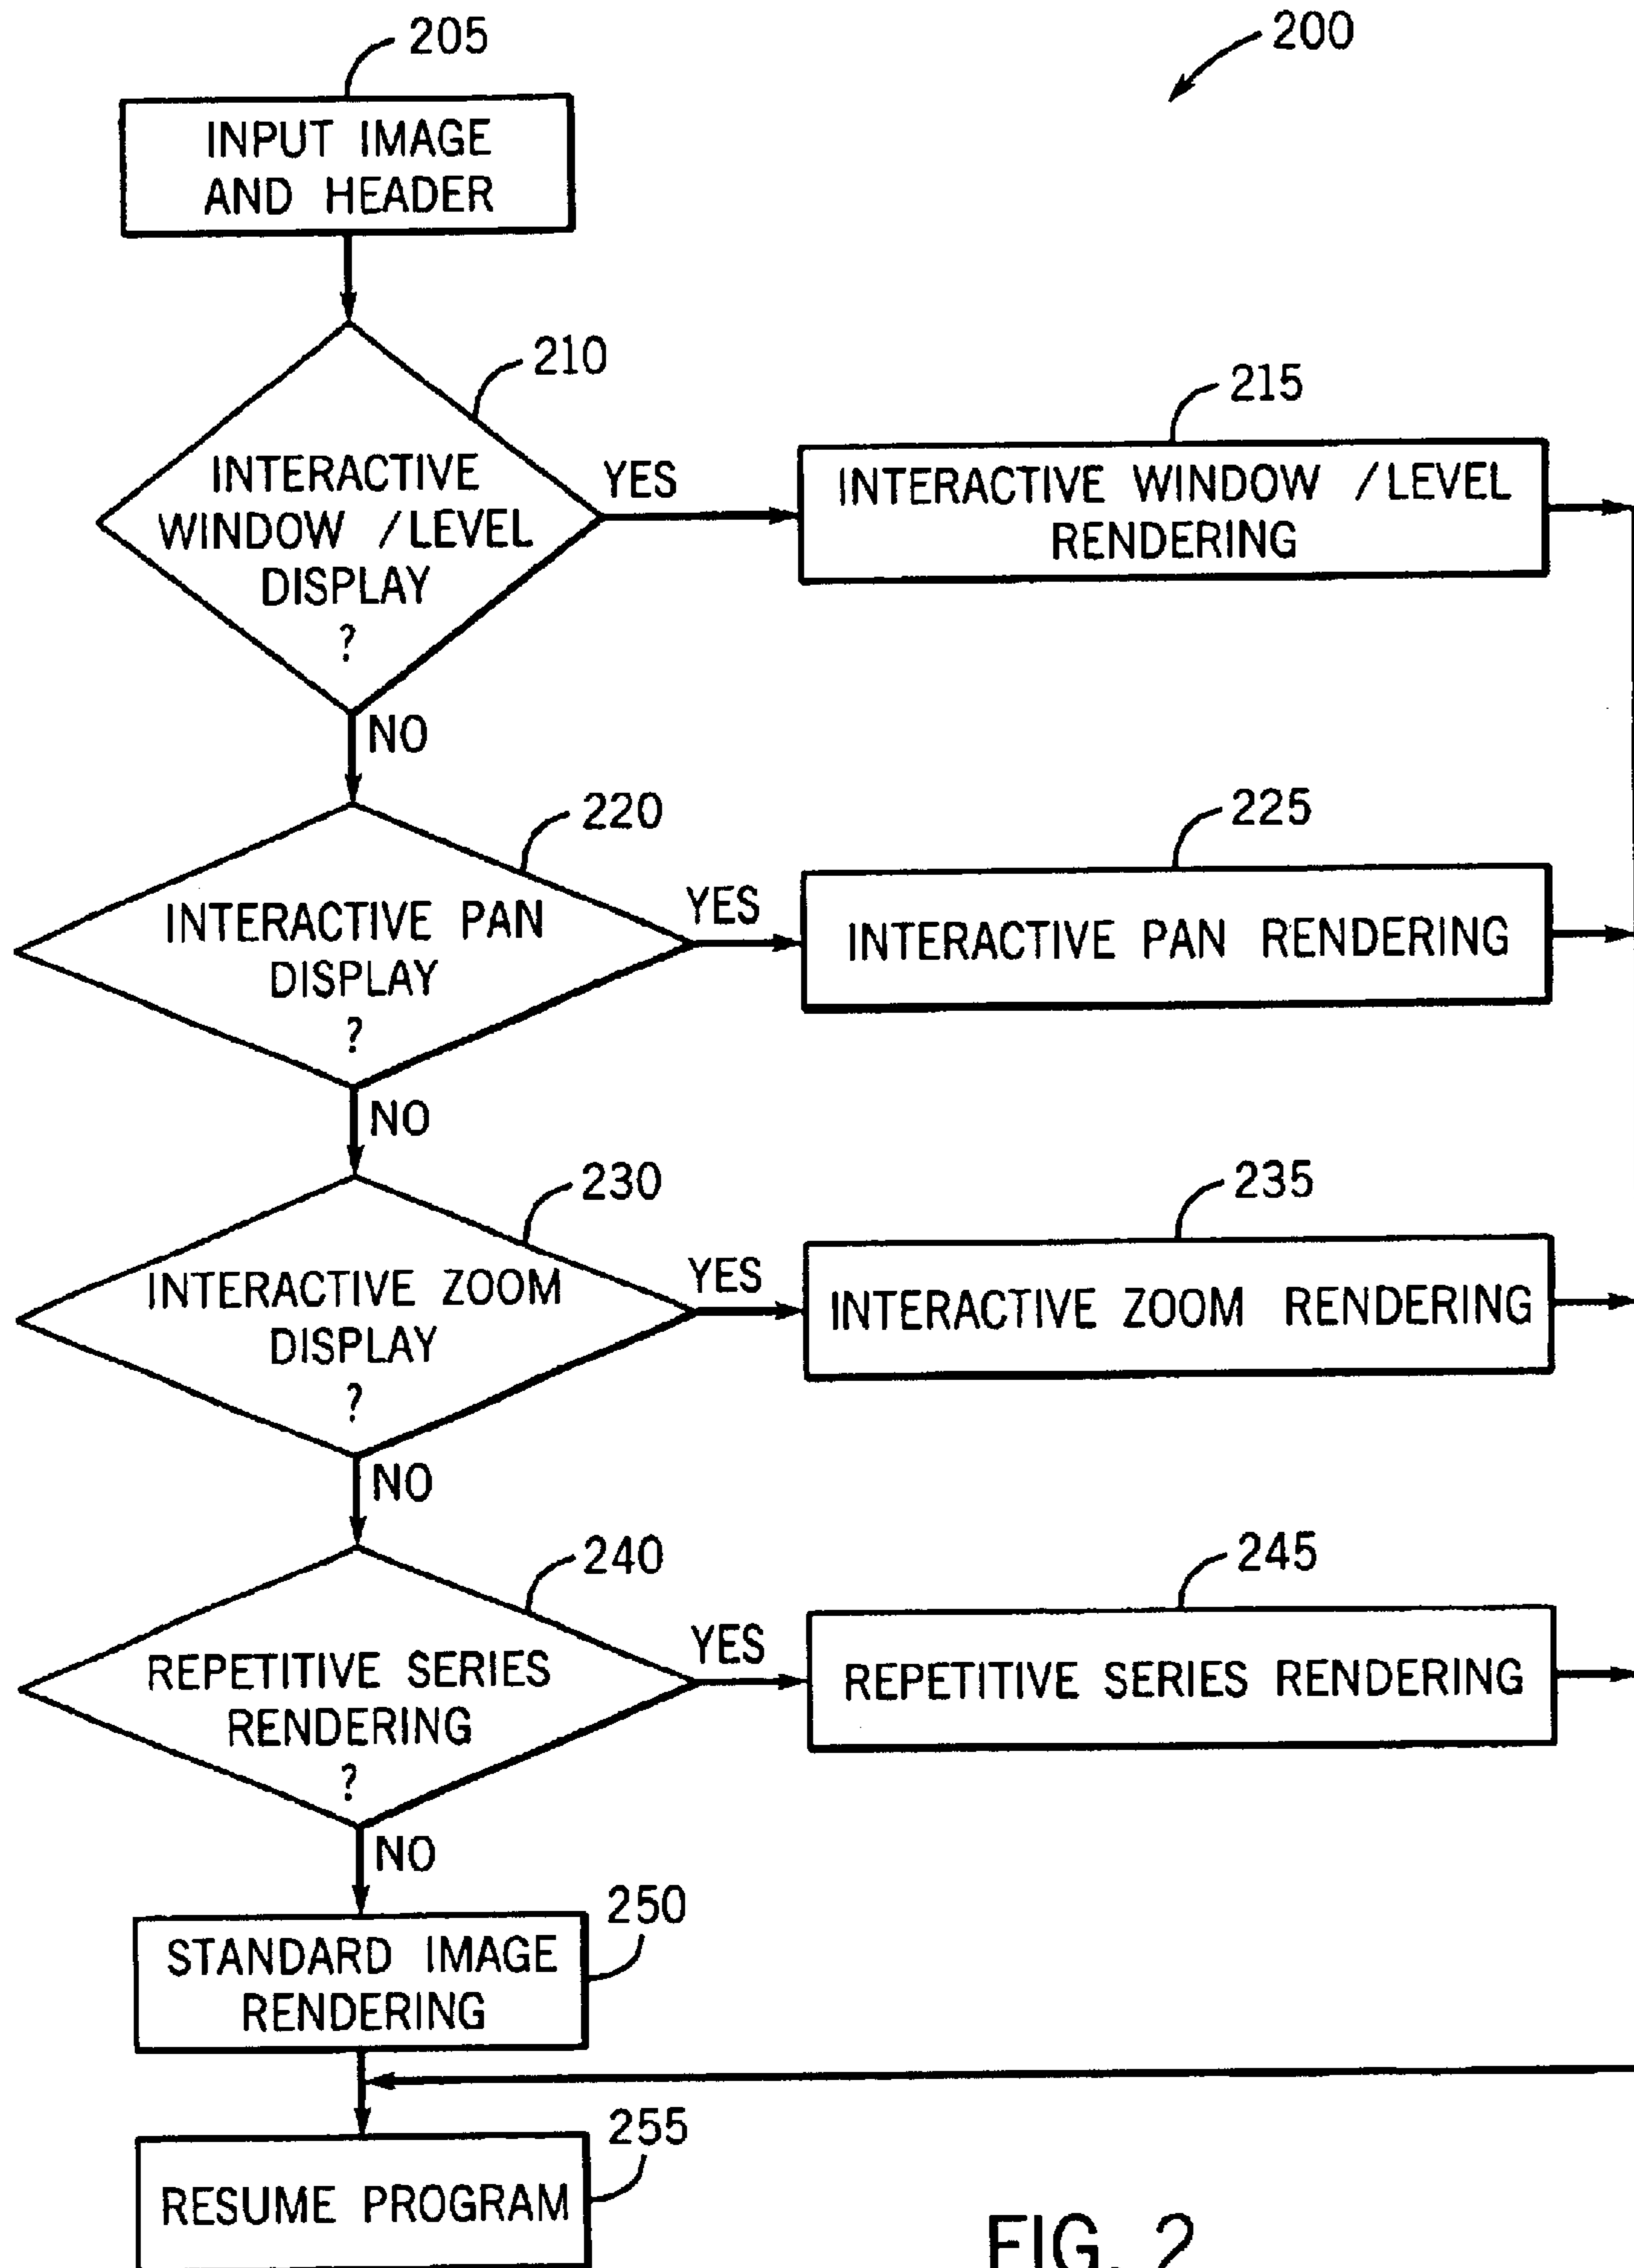 205
200
INPUT IMAGE
AND HEADER
210
INTERACTIVE
WINDOW /LEVEL
DISPLAY
?
YES
215
INTERACTIVE WINDOW /LEVEL
RENDERING
NO
220
INTERACTIVE PAN
DISPLAY
?
YES
225
INTERACTIVE PAN RENDERING
NO
230
INTERACTIVE ZOOM
DISPLAY
?
YES
235
INTERACTIVE ZOOM RENDERING
NO
240
REPETITIVE SERIES
RENDERING
?
YES
245
REPETITIVE SERIES RENDERING
NO
250
STANDARD IMAGE
RENDERING
255
RESUME PROGRAM
FIG. 2